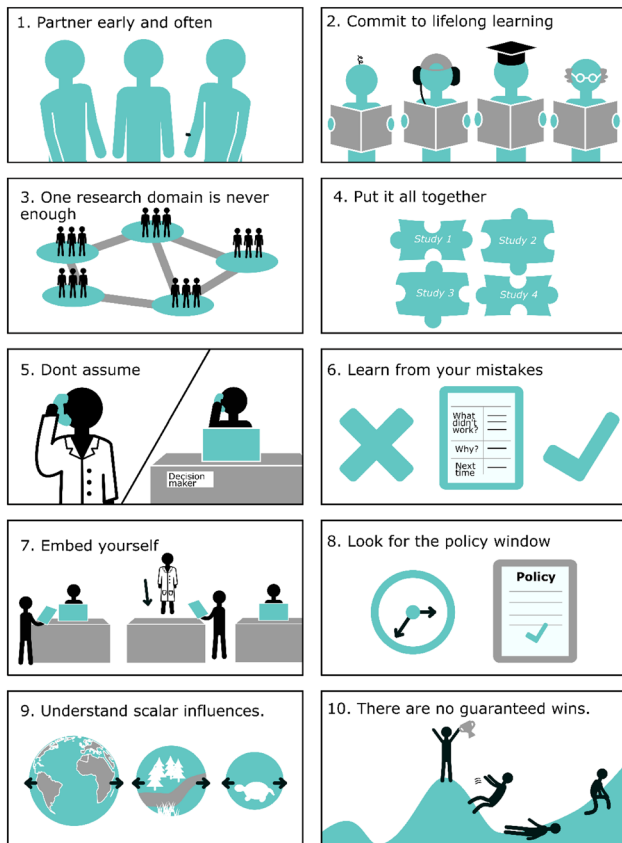 1. Partner early and often
2. Commit to lifelong learning
3. One research domain is never
enough
4. Put it all together
Study 1
Study 2
Study 3
Study 4
5. Dont assume
Decision
maker
6. Learn from your mistakes
What
didn't
work?
Why?
Next
time
7. Embed yourself
8. Look for the policy window
Policy
9. Understand scalar influences.
10. There are no guaranteed wins.